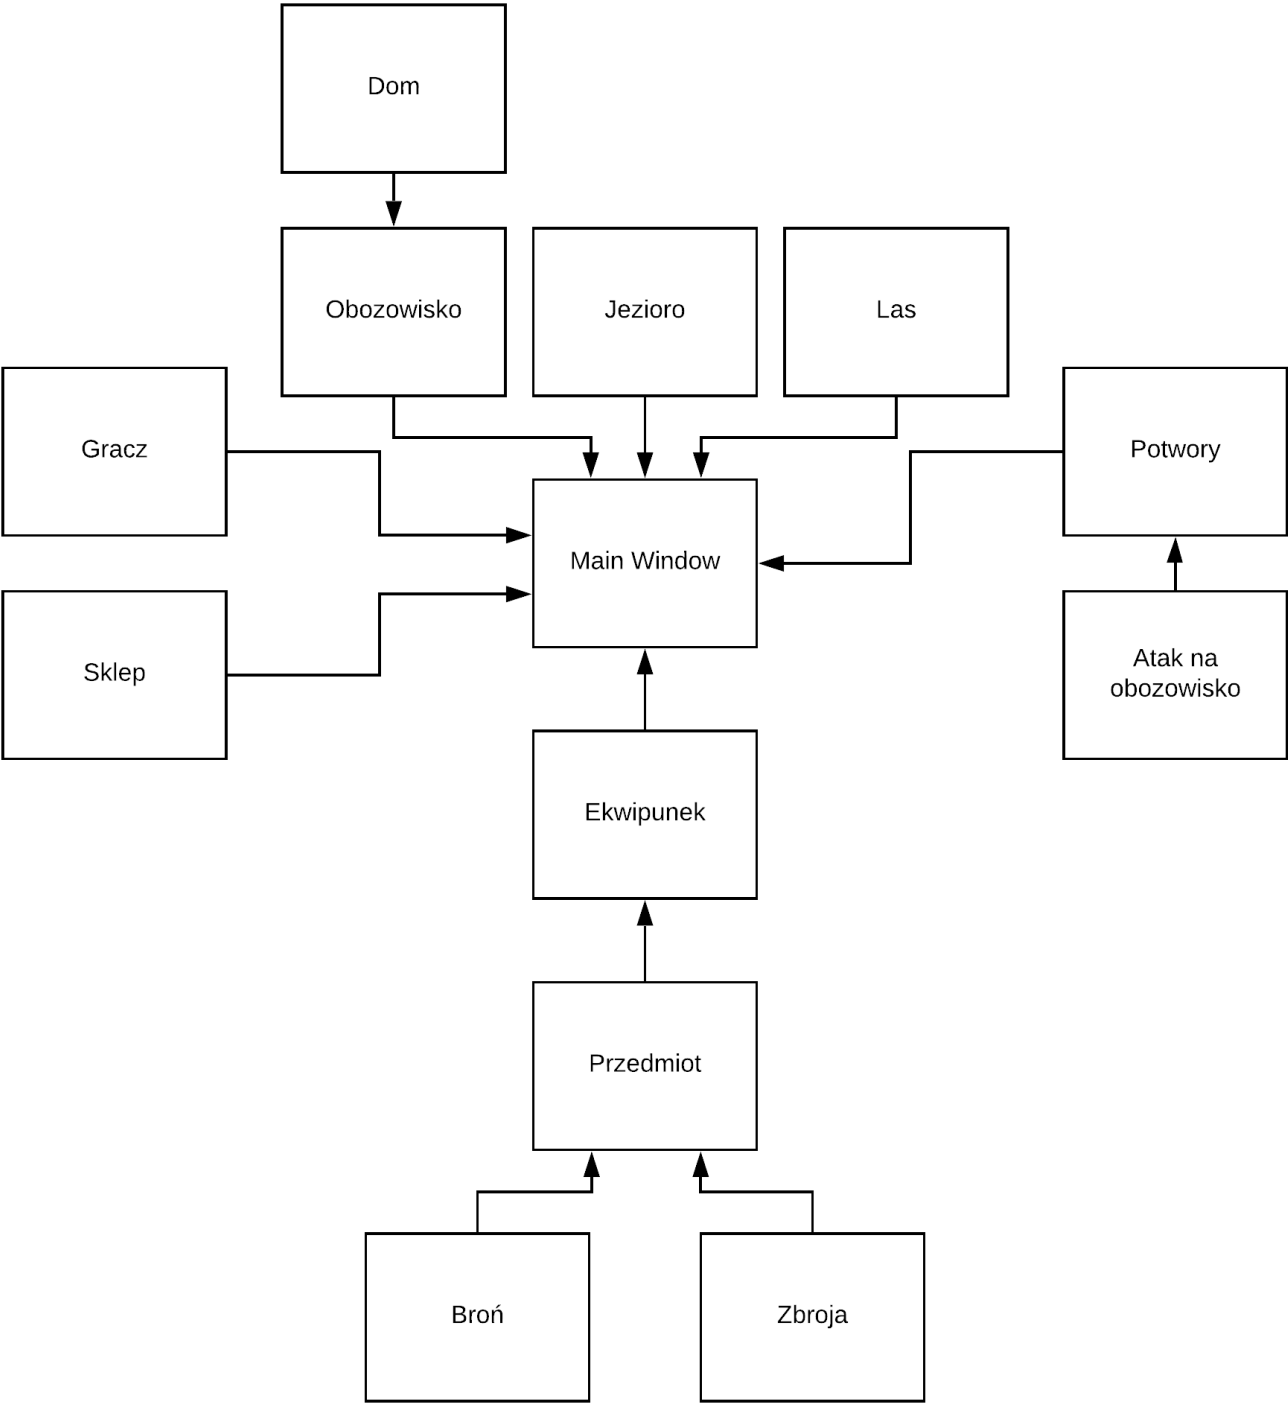 Dom
Obozowisko
Jezioro
Las
Gracz
Potwory
Main Window
Sklep
Atak na
obozowisko
Ekwipunek
Przedmiot
Broń
Zbroja